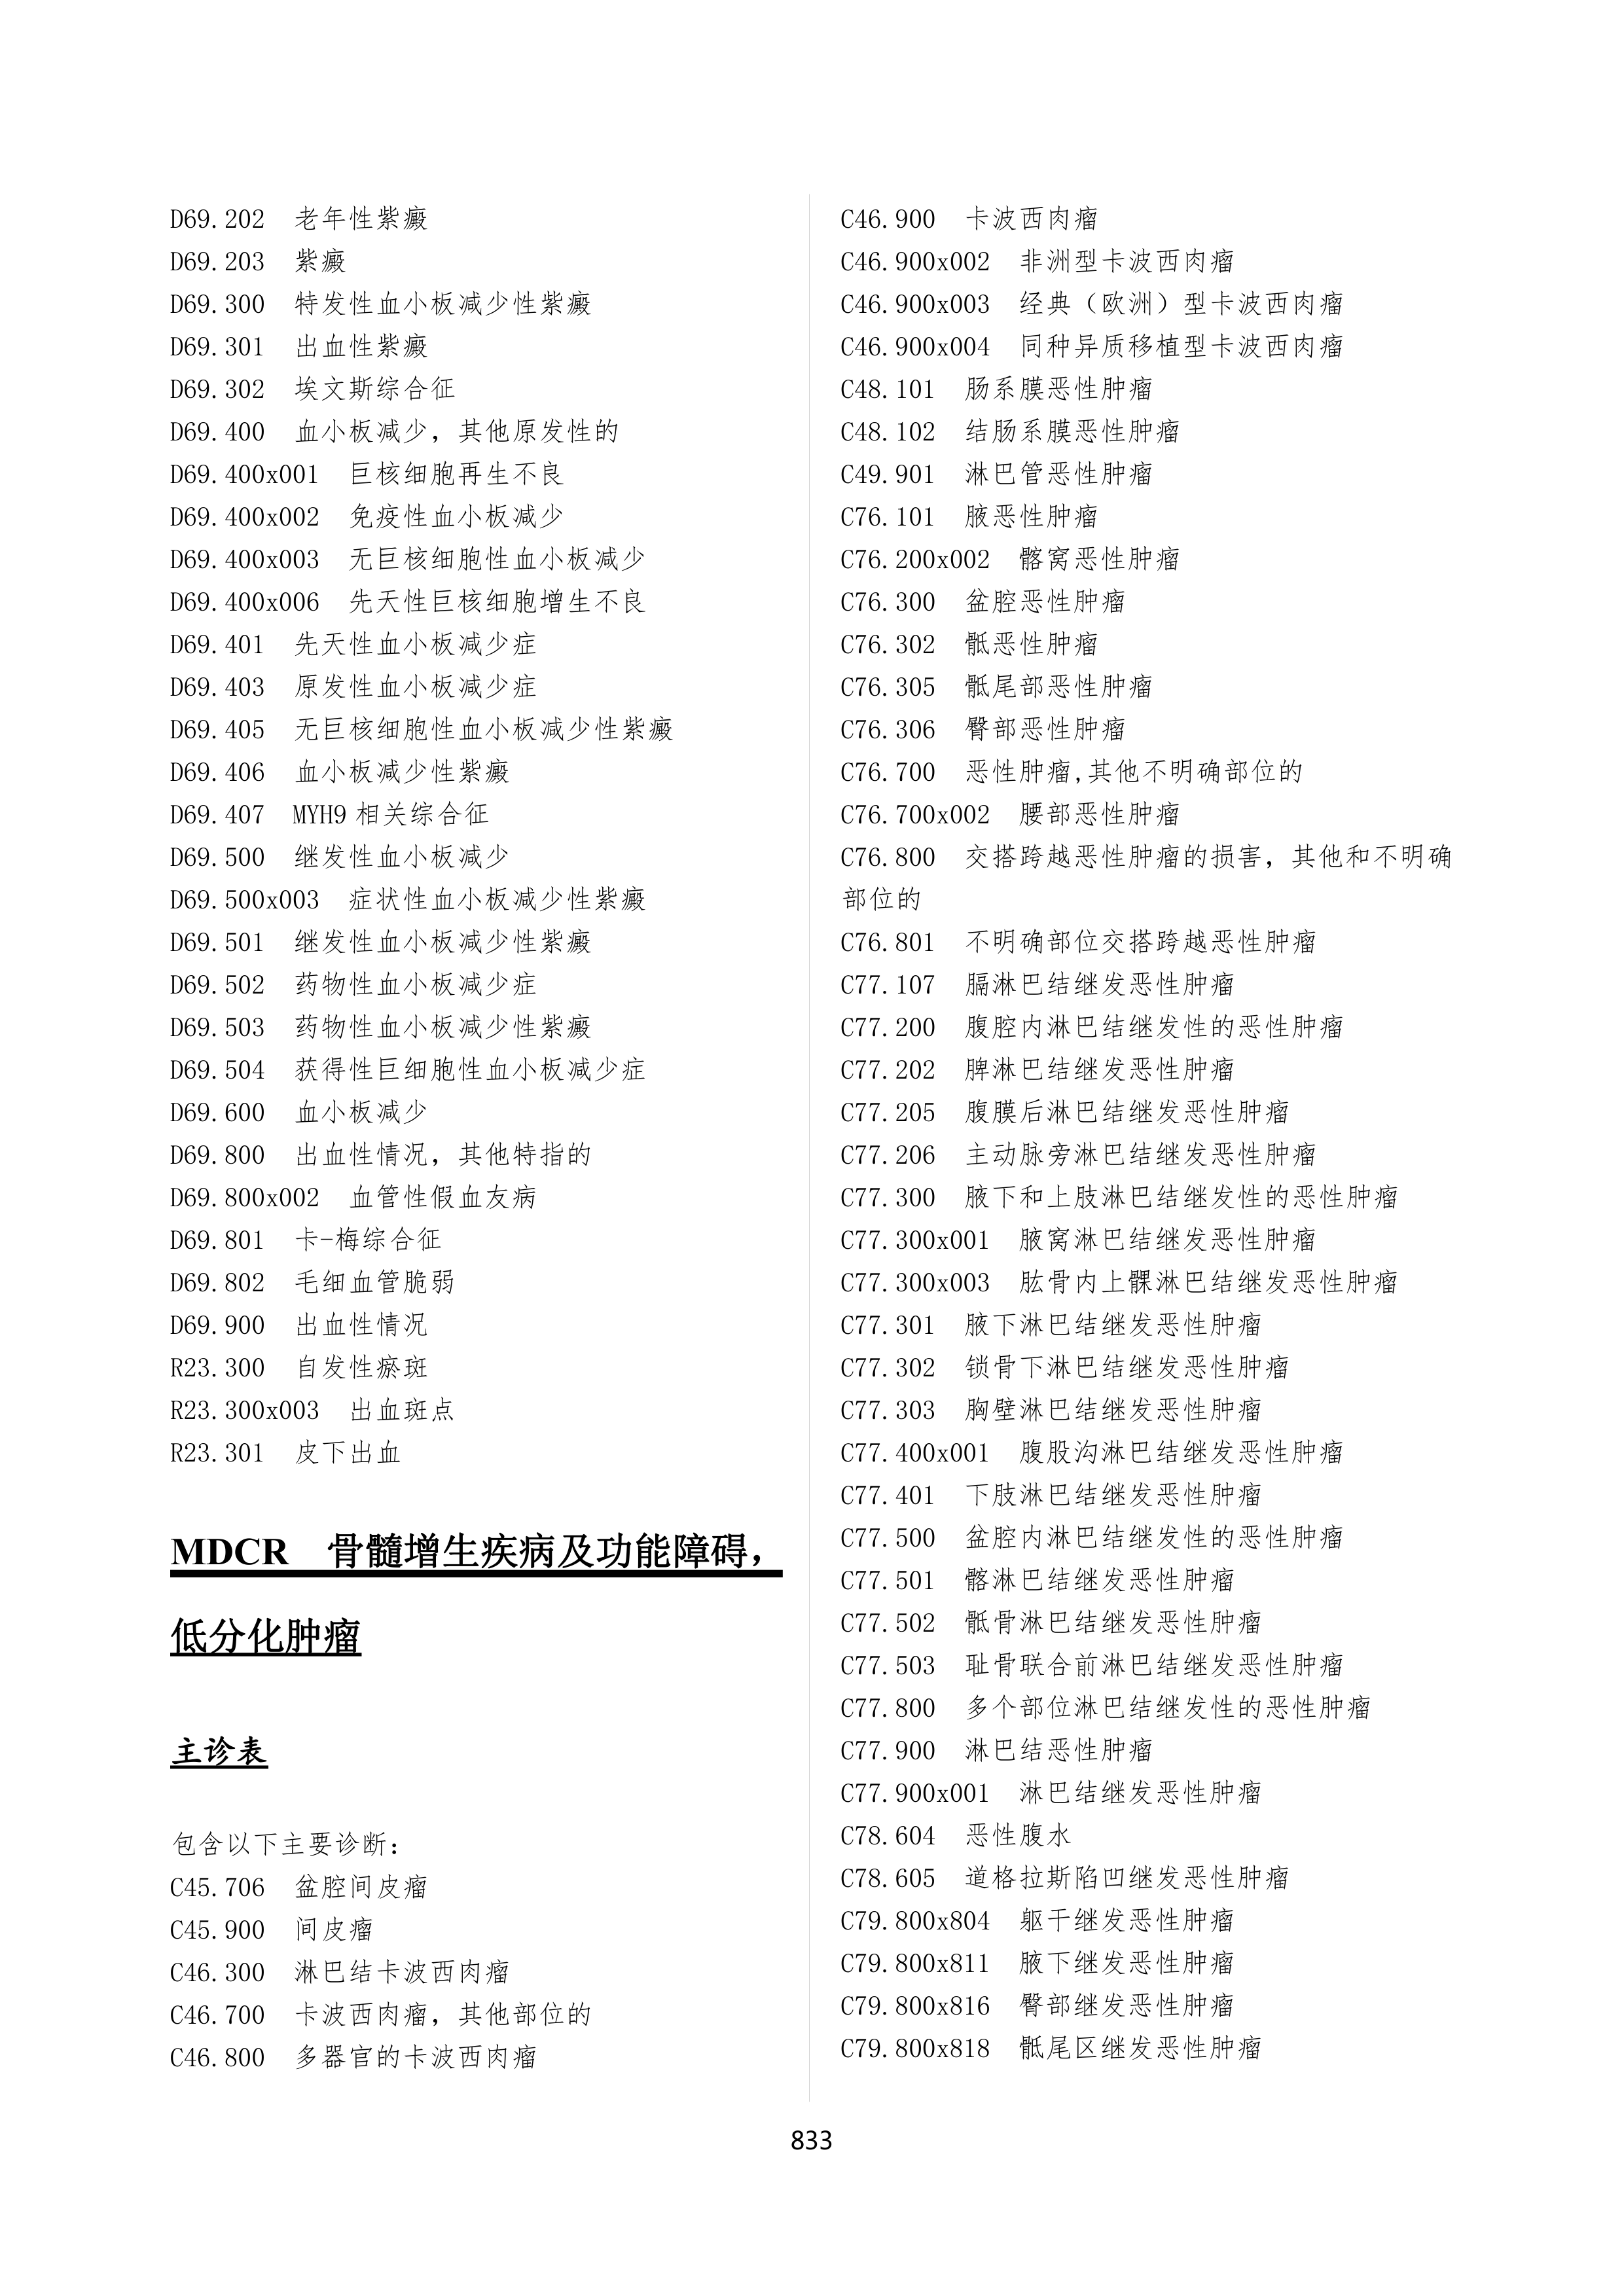 D69.202 老年性紫癜
D69.203 紫癜
D69.300 特发性血小板减少性紫癜
D69.301 出血性紫癜
D69.302 埃文斯综合征
D69.400 血小板减少，其他原发性的
D69.400x001 巨核细胞再生不良
D69.400x002 免疫性血小板减少
D69.400x003 无巨核细胞性血小板减少
D69.400x006 先天性巨核细胞增生不良
D69.401 先天性血小板减少症
D69.403 原发性血小板减少症
D69.405 无巨核细胞性血小板减少性紫癜
D69.406 血小板减少性紫癜
D69.407 MYH9 相关综合征
D69.500 继发性血小板减少
D69.500x003 症状性血小板减少性紫癜
D69.501 继发性血小板减少性紫癜
D69.502 药物性血小板减少症
D69.503 药物性血小板减少性紫癜
D69.504 获得性巨细胞性血小板减少症
D69.600 血小板减少
D69.800 出血性情况，其他特指的
D69.800x002 血管性假血友病
D69.801 卡-梅综合征
D69.802 毛细血管脆弱
D69.900 出血性情况
R23.300 自发性瘀斑
R23.300x003 出血斑点
R23.301 皮下出血
MDCR 骨髓增生疾病及功能障碍，
低分化肿瘤
主诊表
包含以下主要诊断：
C45.706 盆腔间皮瘤
C45.900 间皮瘤
C46.300 淋巴结卡波西肉瘤
C46.700 卡波西肉瘤，其他部位的
C46.800 多器官的卡波西肉瘤
C46.900 卡波西肉瘤
C46.900x002 非洲型卡波西肉瘤
C46.900x003 经典（欧洲）型卡波西肉瘤
C46.900x004 同种异质移植型卡波西肉瘤
C48.101 肠系膜恶性肿瘤
C48.102 结肠系膜恶性肿瘤
C49.901 淋巴管恶性肿瘤
C76.101 腋恶性肿瘤
C76.200x002 髂窝恶性肿瘤
C76.300 盆腔恶性肿瘤
C76.302 骶恶性肿瘤
C76.305 骶尾部恶性肿瘤
C76.306 臀部恶性肿瘤
C76.700 恶性肿瘤,其他不明确部位的
C76.700x002 腰部恶性肿瘤
C76.800 交搭跨越恶性肿瘤的损害，其他和不明确
部位的
C76.801 不明确部位交搭跨越恶性肿瘤
C77.107 膈淋巴结继发恶性肿瘤
C77.200 腹腔内淋巴结继发性的恶性肿瘤
C77.202 脾淋巴结继发恶性肿瘤
C77.205 腹膜后淋巴结继发恶性肿瘤
C77.206 主动脉旁淋巴结继发恶性肿瘤
C77.300 腋下和上肢淋巴结继发性的恶性肿瘤
C77.300x001 腋窝淋巴结继发恶性肿瘤
C77.300x003 肱骨内上髁淋巴结继发恶性肿瘤
C77.301 腋下淋巴结继发恶性肿瘤
C77.302 锁骨下淋巴结继发恶性肿瘤
C77.303 胸壁淋巴结继发恶性肿瘤
C77.400x001 腹股沟淋巴结继发恶性肿瘤
C77.401 下肢淋巴结继发恶性肿瘤
C77.500 盆腔内淋巴结继发性的恶性肿瘤
C77.501 髂淋巴结继发恶性肿瘤
C77.502 骶骨淋巴结继发恶性肿瘤
C77.503 耻骨联合前淋巴结继发恶性肿瘤
C77.800 多个部位淋巴结继发性的恶性肿瘤
C77.900 淋巴结恶性肿瘤
C77.900x001 淋巴结继发恶性肿瘤
C78.604 恶性腹水
C78.605 道格拉斯陷凹继发恶性肿瘤
C79.800x804 躯干继发恶性肿瘤
C79.800x811 腋下继发恶性肿瘤
C79.800x816 臀部继发恶性肿瘤
C79.800x818 骶尾区继发恶性肿瘤
833